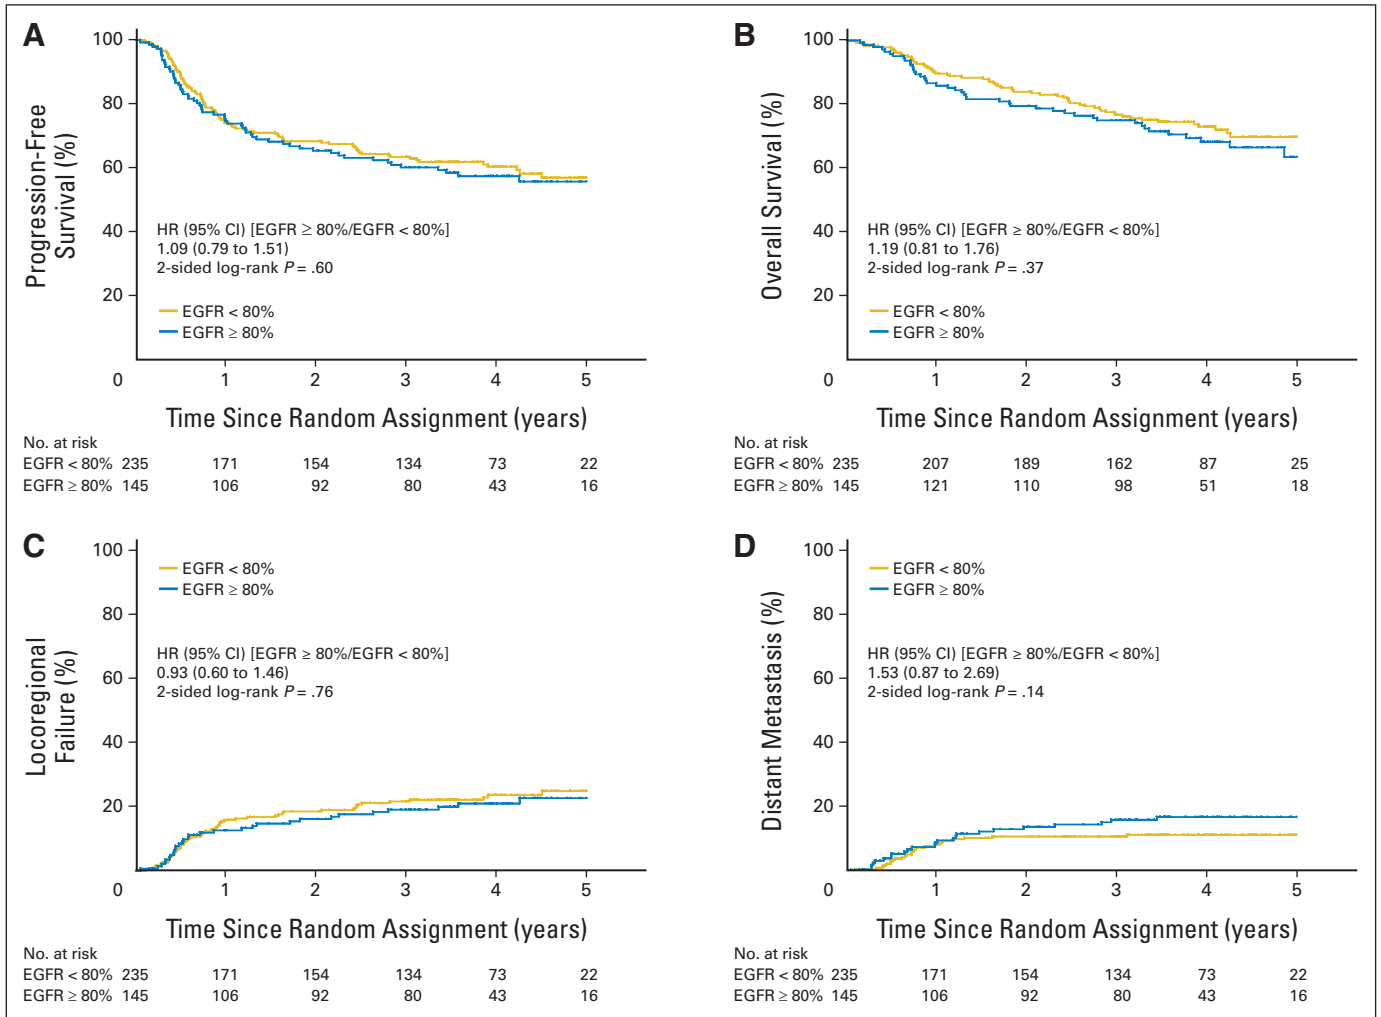 A
100
80
60
40
20
0
1 2 3 4 5
Progression-Free
Survival (%)
HR (95% CI) [EGFR ≥ 80%/EGFR < 80%]
1.09 (0.79 to 1.51)
2-sided log-rank P = .60
EGFR < 80%
EGFR ≥ 80%
Time Since Random Assignment (years)
No. at risk
EGFR < 80% 235 171 154 134 73 22
EGFR ≥ 80% 145 106 92 80 43 16
B
100
80
60
40
20
0
1 2 3 4 5
Overall Survival (%)
HR (95% CI) [EGFR ≥ 80%/EGFR < 80%]
1.19 (0.81 to 1.76)
2-sided log-rank P = .37
EGFR < 80%
EGFR ≥ 80%
Time Since Random Assignment (years)
No. at risk
EGFR < 80% 235 207 189 162 87 25
EGFR ≥ 80% 145 121 110 98 51 18
C
100
80
60
40
20
0
1 2 3 4 5
Locoregional
Failure (%)
EGFR < 80%
EGFR ≥ 80%
HR (95% CI) [EGFR ≥ 80%/EGFR < 80%]
0.93 (0.60 to 1.46)
2-sided log-rank P = .76
Time Since Random Assignment (years)
No. at risk
EGFR < 80% 235 171 154 134 73 22
EGFR ≥ 80% 145 106 92 80 43 16
D
100
80
60
40
20
0
1 2 3 4 5
Distant Metastasis (%)
EGFR < 80%
EGFR ≥ 80%
HR (95% CI) [EGFR ≥ 80%/EGFR < 80%]
1.53 (0.87 to 2.69)
2-sided log-rank P = .14
Time Since Random Assignment (years)
No. at risk
EGFR < 80% 235 171 154 134 73 22
EGFR ≥ 80% 145 106 92 80 43 16